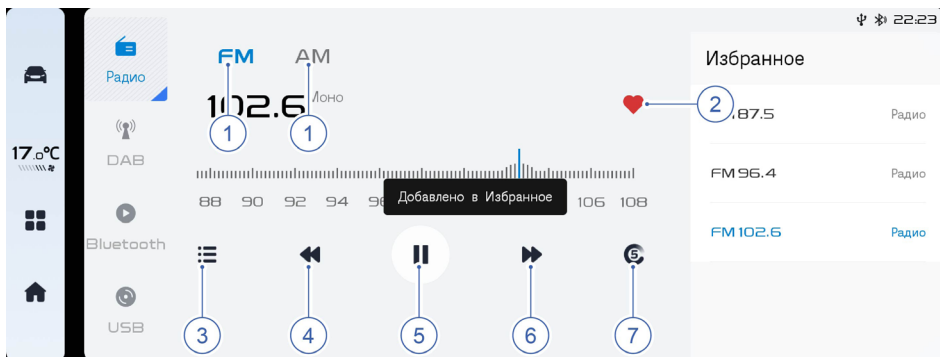 22:23
17.0°C
Радио
DAB
Bluetooth
USB
FM AM
1 1
102.6 Моно
2
88 90 92 94 96 106 108
Добавлено в Избранное
5
3 4 5 6 7
Избранное
87.5 Радио
FM 96.4 Радио
FM 102.6 Радио